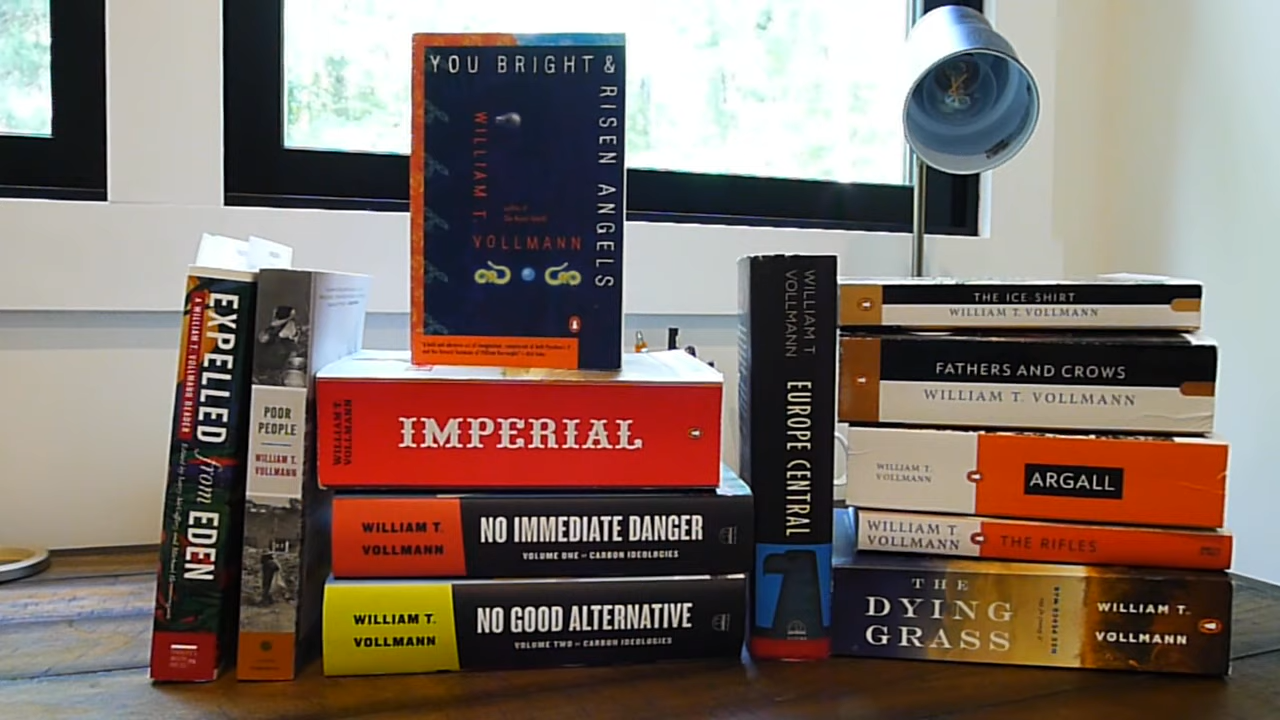 YOU BRIGHT &
RISEN ANGELS
WILLIAM T.
VOLLMANN
EXPELLED from EDEN
A WILLIAM T. VOLLMANN READER
POOR
PEOPLE
WILLIAM T.
VOLLMANN
IMPERIAL
WILLIAM T.
VOLLMANN
WILLIAM T.
VOLLMANN
NO IMMEDIATE DANGER
VOLUME ONE OF CARBON IDEOLOGIES
WILLIAM T.
VOLLMANN
NO GOOD ALTERNATIVE
VOLUME TWO OF CARBON IDEOLOGIES
WILLIAM T.
VOLLMANN
EUROPE CENTRAL
THE ICE-SHIRT
WILLIAM T. VOLLMANN
FATHERS AND CROWS
WILLIAM T. VOLLMANN
WILLIAM T.
VOLLMANN
ARGALL
WILLIAM T.
VOLLMANN
THE RIFLES
THE
DYING
GRASS
WILLIAM T.
VOLLMANN